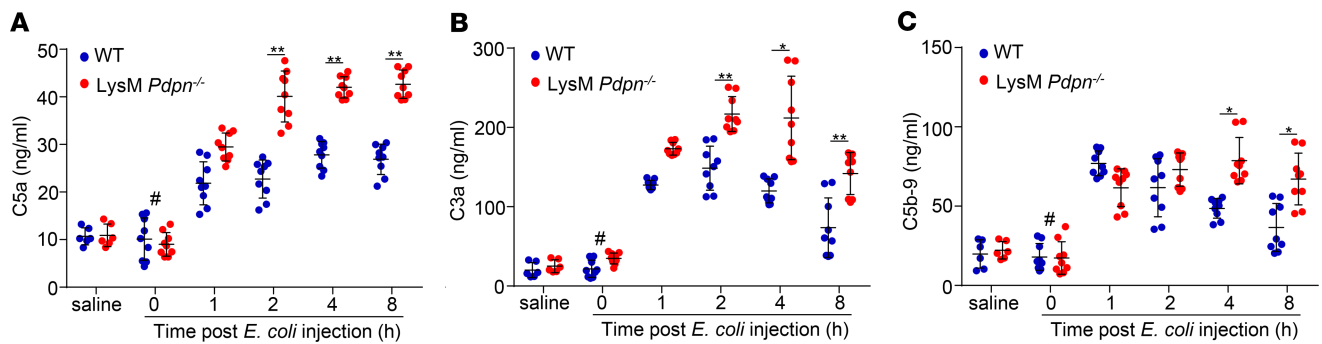 A
WT
LysM Pdpn-/-
C5a (ng/ml)
50
40
30
20
10
0
#
**
**
**
saline 0 1 2 4 8
Time post E. coli injection (h)
B
WT
LysM Pdpn-/-
C3a (ng/ml)
300
200
100
0
#
**
*
**
saline 0 1 2 4 8
Time post E. coli injection (h)
C
WT
LysM Pdpn-/-
C5b-9 (ng/ml)
150
100
50
0
#
*
*
saline 0 1 2 4 8
Time post E. coli injection (h)